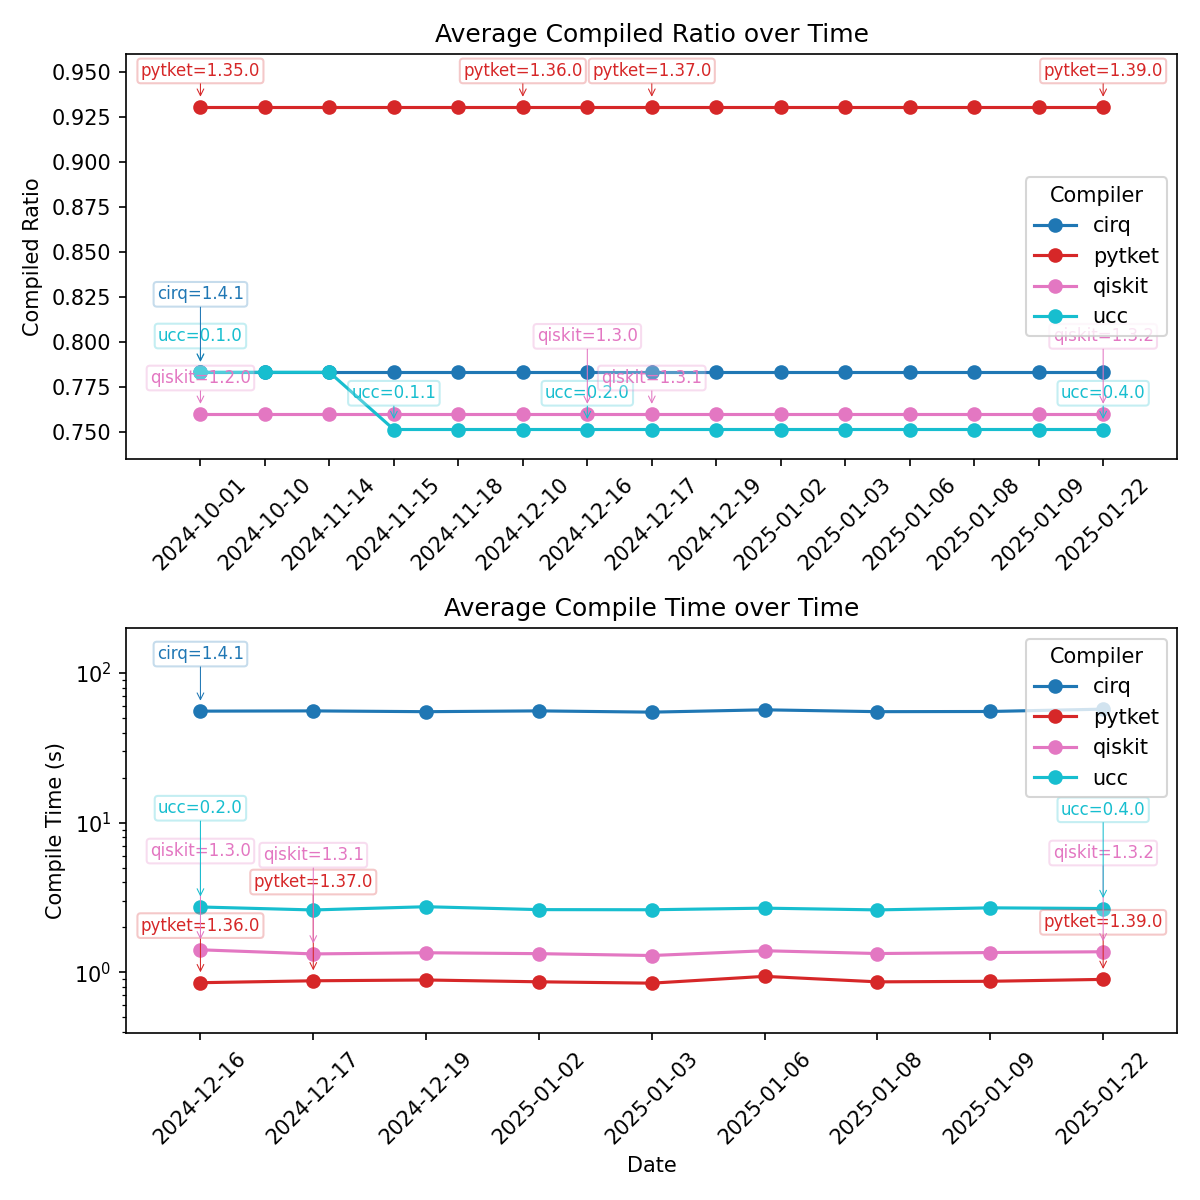 Average Compiled Ratio over Time
Compiled Ratio
0.950
0.925
0.900
0.875
0.850
0.825
0.800
0.775
0.750
pytket=1.35.0
pytket=1.36.0
pytket=1.37.0
pytket=1.39.0
cirq=1.4.1
ucc=0.1.0
qiskit=1.2.0
ucc=0.1.1
qiskit=1.3.0
ucc=0.2.0
qiskit=1.3.1
qiskit=1.3.2
ucc=0.4.0
Compiler
cirq
pytket
qiskit
ucc
2024-10-01
2024-10-10
2024-11-14
2024-11-15
2024-11-18
2024-12-10
2024-12-16
2024-12-17
2024-12-19
2025-01-02
2025-01-03
2025-01-06
2025-01-08
2025-01-09
2025-01-22
Average Compile Time over Time
Compile Time (s)
10²
10¹
10⁰
cirq=1.4.1
ucc=0.2.0
qiskit=1.3.0
pytket=1.36.0
qiskit=1.3.1
pytket=1.37.0
ucc=0.4.0
qiskit=1.3.2
pytket=1.39.0
Compiler
cirq
pytket
qiskit
ucc
2024-12-16
2024-12-17
2024-12-19
2025-01-02
2025-01-03
2025-01-06
2025-01-08
2025-01-09
2025-01-22
Date